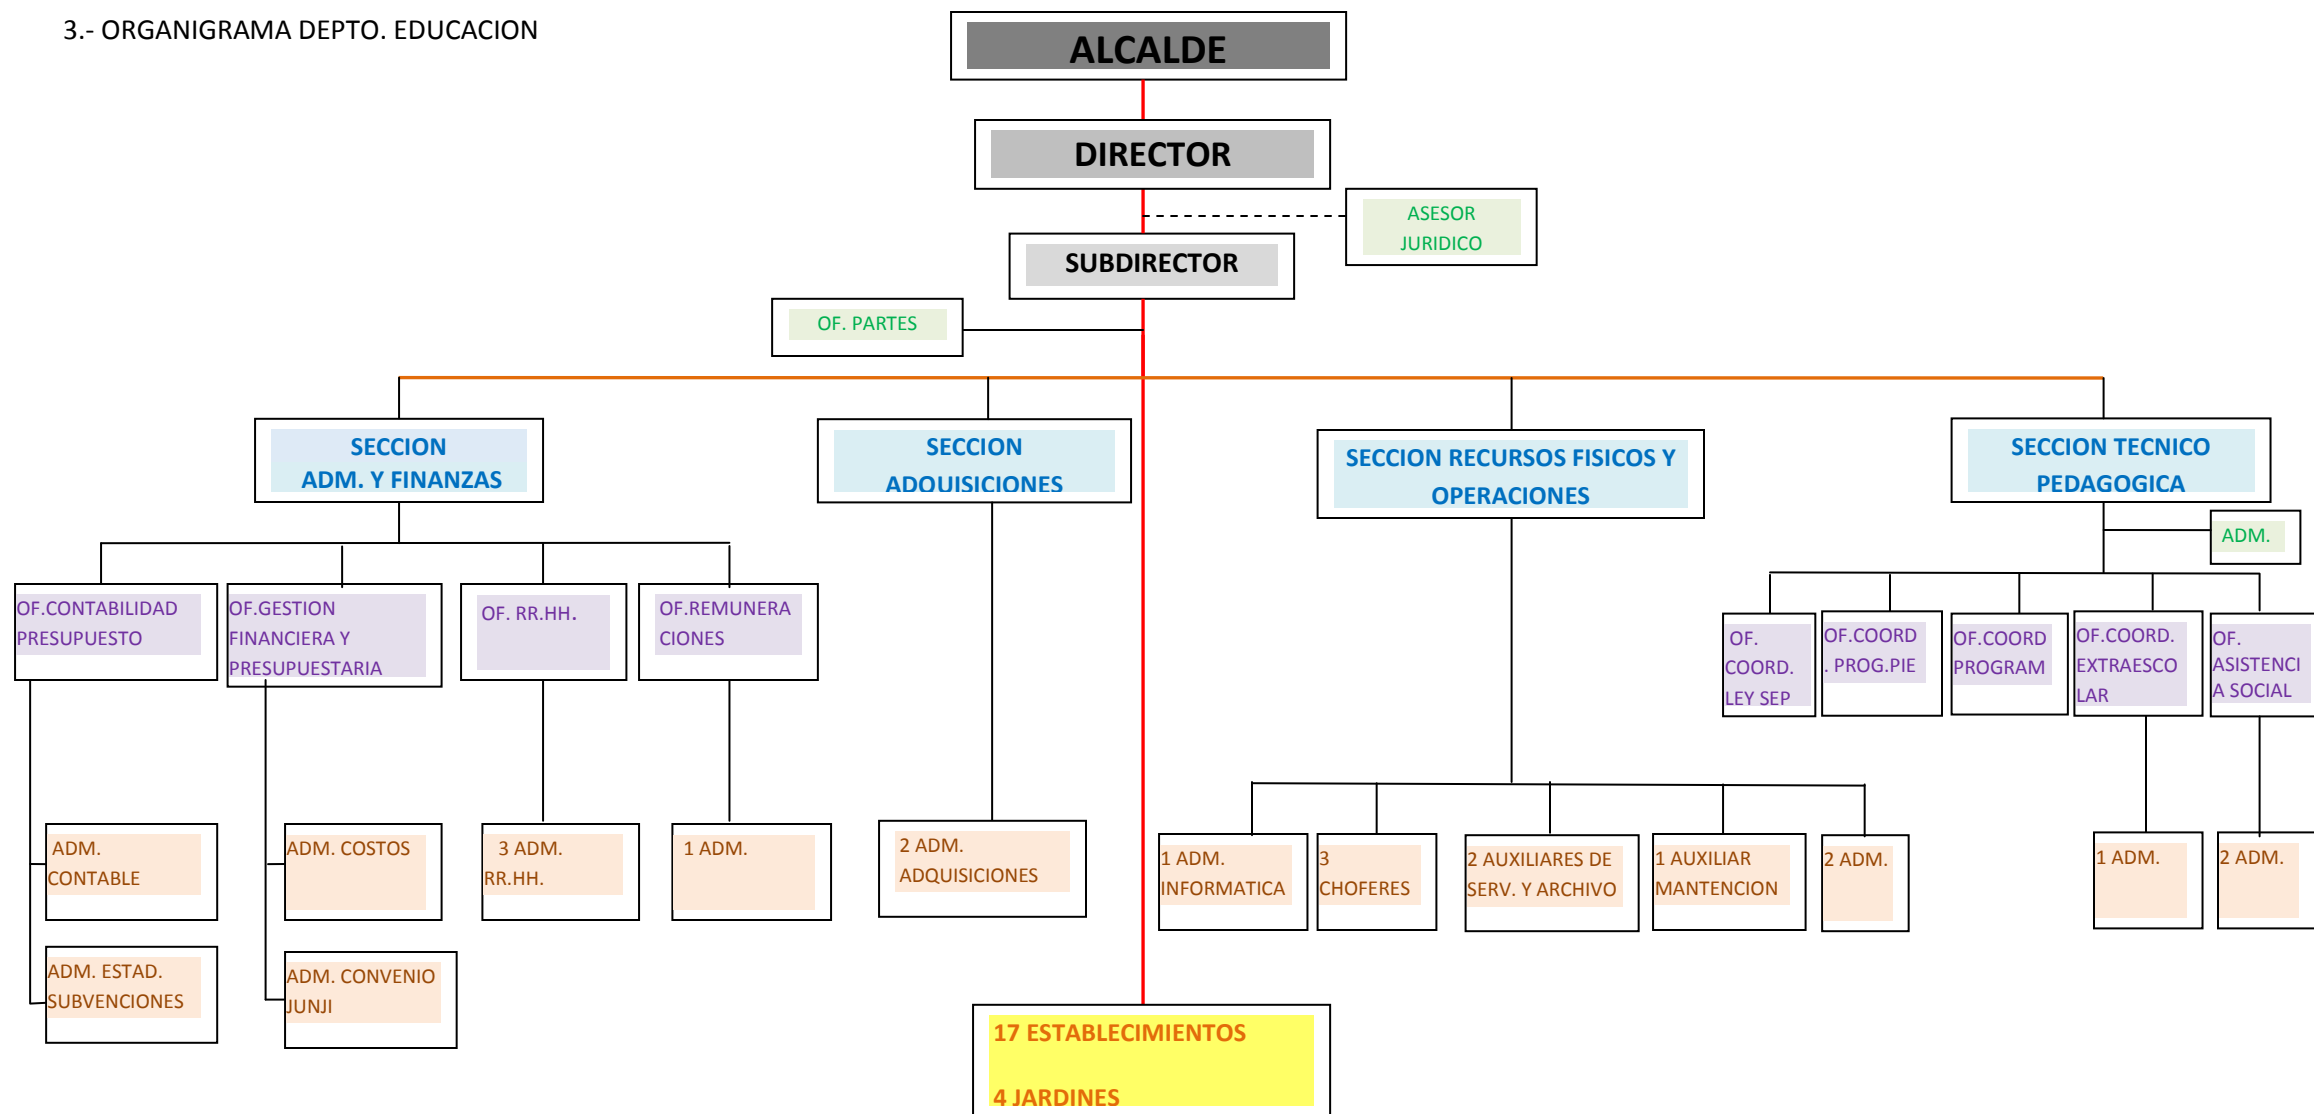 3.- ORGANIGRAMA DEPTO. EDUCACION
ALCALDE
DIRECTOR
ASESOR
JURIDICO
SUBDIRECTOR
OF. PARTES
SECCION
ADM. Y FINANZAS
SECCION
ADQUISICIONES
SECCION RECURSOS FISICOS Y
OPERACIONES
SECCION TECNICO
PEDAGOGICA
ADM.
OF.CONTABILIDAD
PRESUPUESTO
OF.GESTION
FINANCIERA Y
PRESUPUESTARIA
OF. RR.HH.
OF.REMUNERA
CIONES
OF.
COORD.
LEY SEP
OF.COORD
. PROG.PIE
OF.COORD
PROGRAM
OF.COORD.
EXTRAESCO
LAR
OF.
ASISTENCI
A SOCIAL
ADM.
CONTABLE
ADM. COSTOS
3 ADM.
RR.HH.
1 ADM.
2 ADM.
ADQUISICIONES
1 ADM.
INFORMATICA
3
CHOFERES
2 AUXILIARES DE
SERV. Y ARCHIVO
1 AUXILIAR
MANTENCION
2 ADM.
1 ADM.
2 ADM.
ADM. ESTAD.
SUBVENCIONES
ADM. CONVENIO
JUNJI
17 ESTABLECIMIENTOS
4 JARDINES